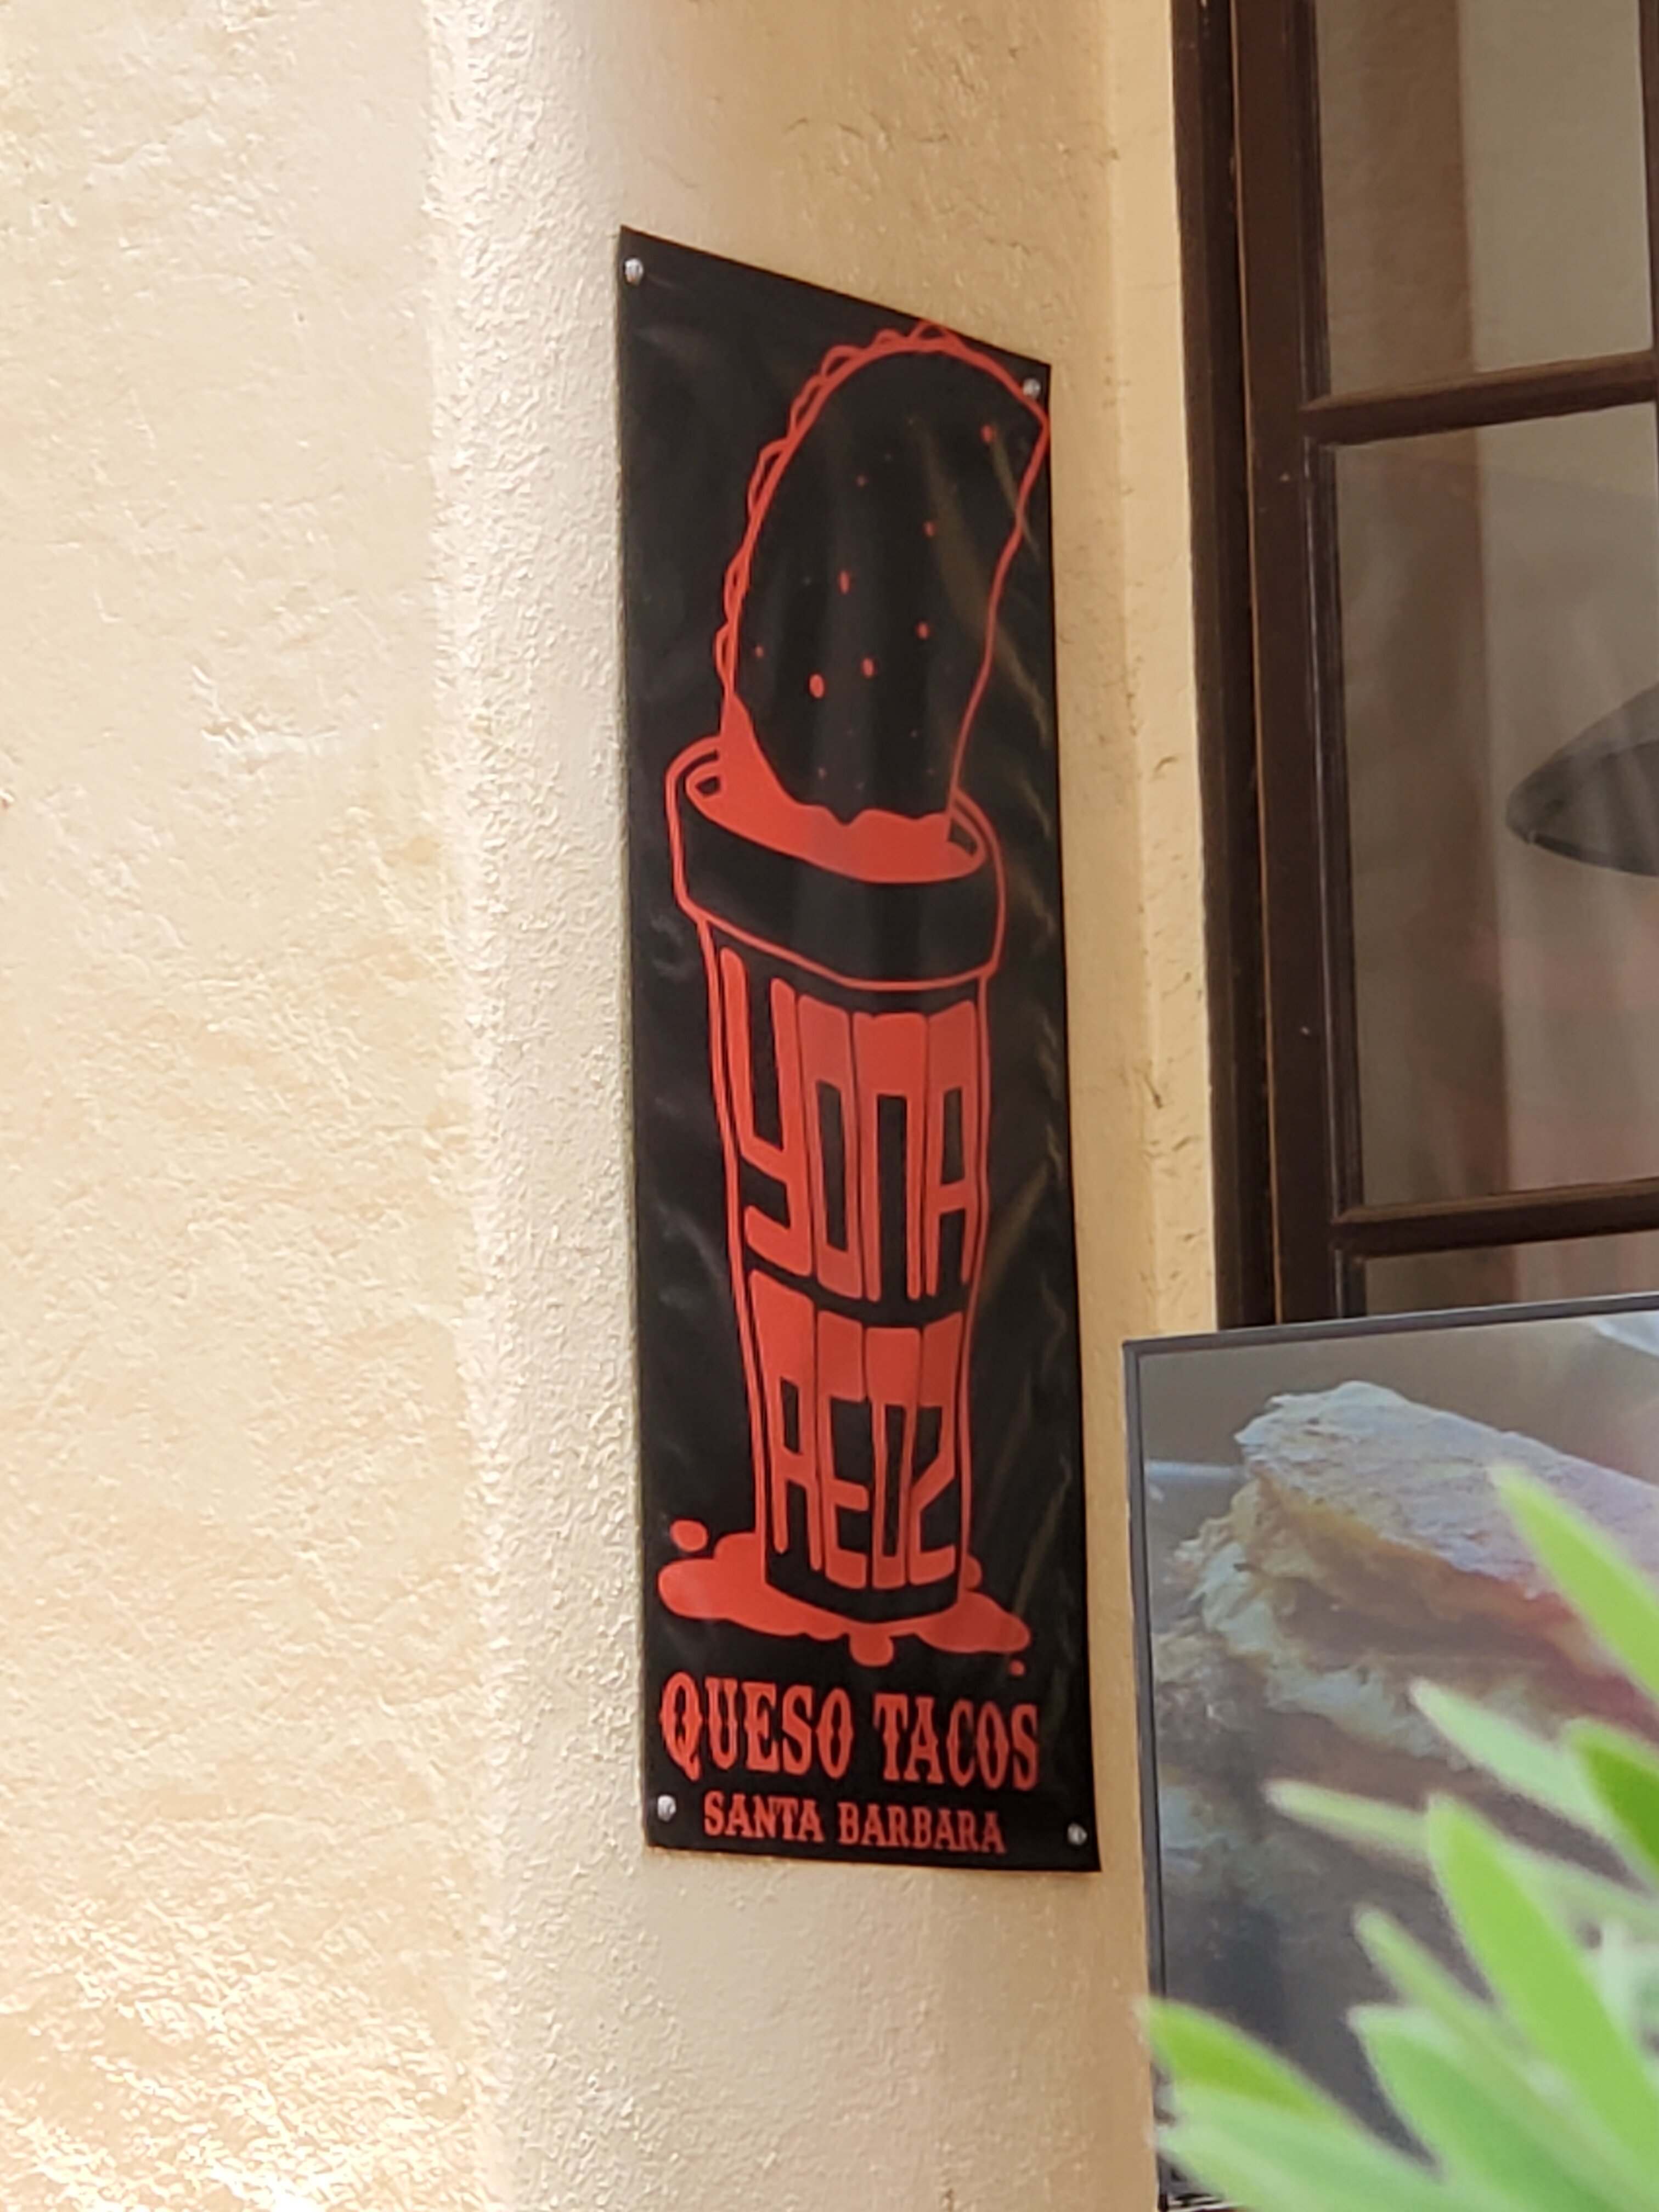 YONA
REDZ
QUESO TACOS
SANTA BARBARA